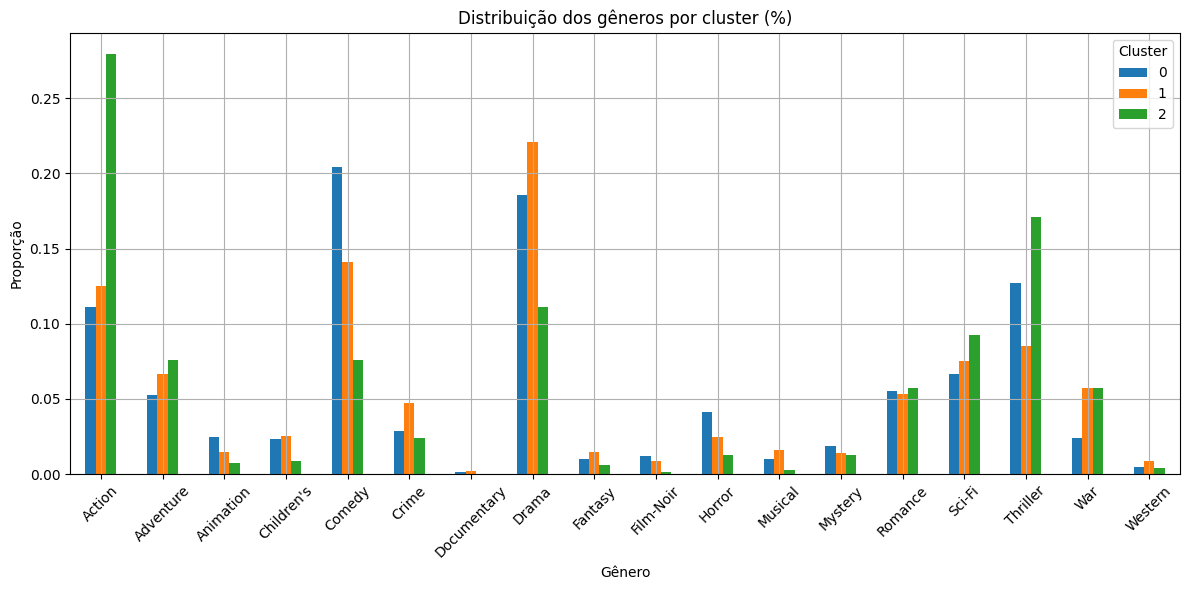 Distribuição dos gêneros por cluster (%)
Cluster
0
1
2
Proporção
0.25
0.20
0.15
0.10
0.05
0.00
Action
Adventure
Animation
Children's
Comedy
Crime
Documentary
Drama
Fantasy
Film-Noir
Horror
Musical
Mystery
Romance
Sci-Fi
Thriller
War
Western
Gênero